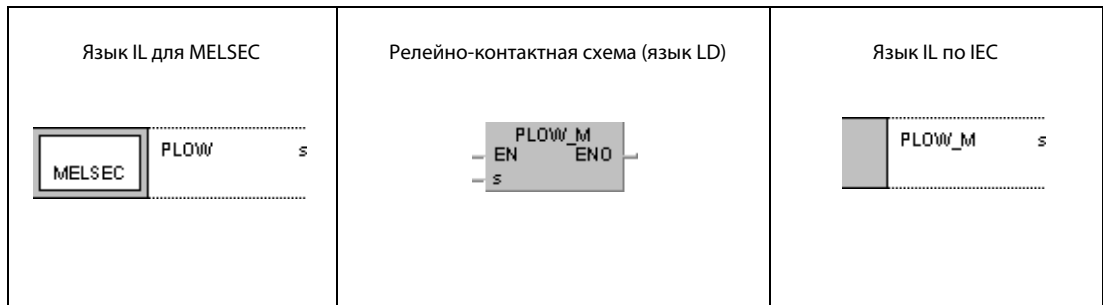 Язык IL для MELSEC
Релейно-контактная схема (язык LD)
Язык IL по IEC
MELSEC
PLOW s
PLOW_M
EN ENO
s
PLOW_M s